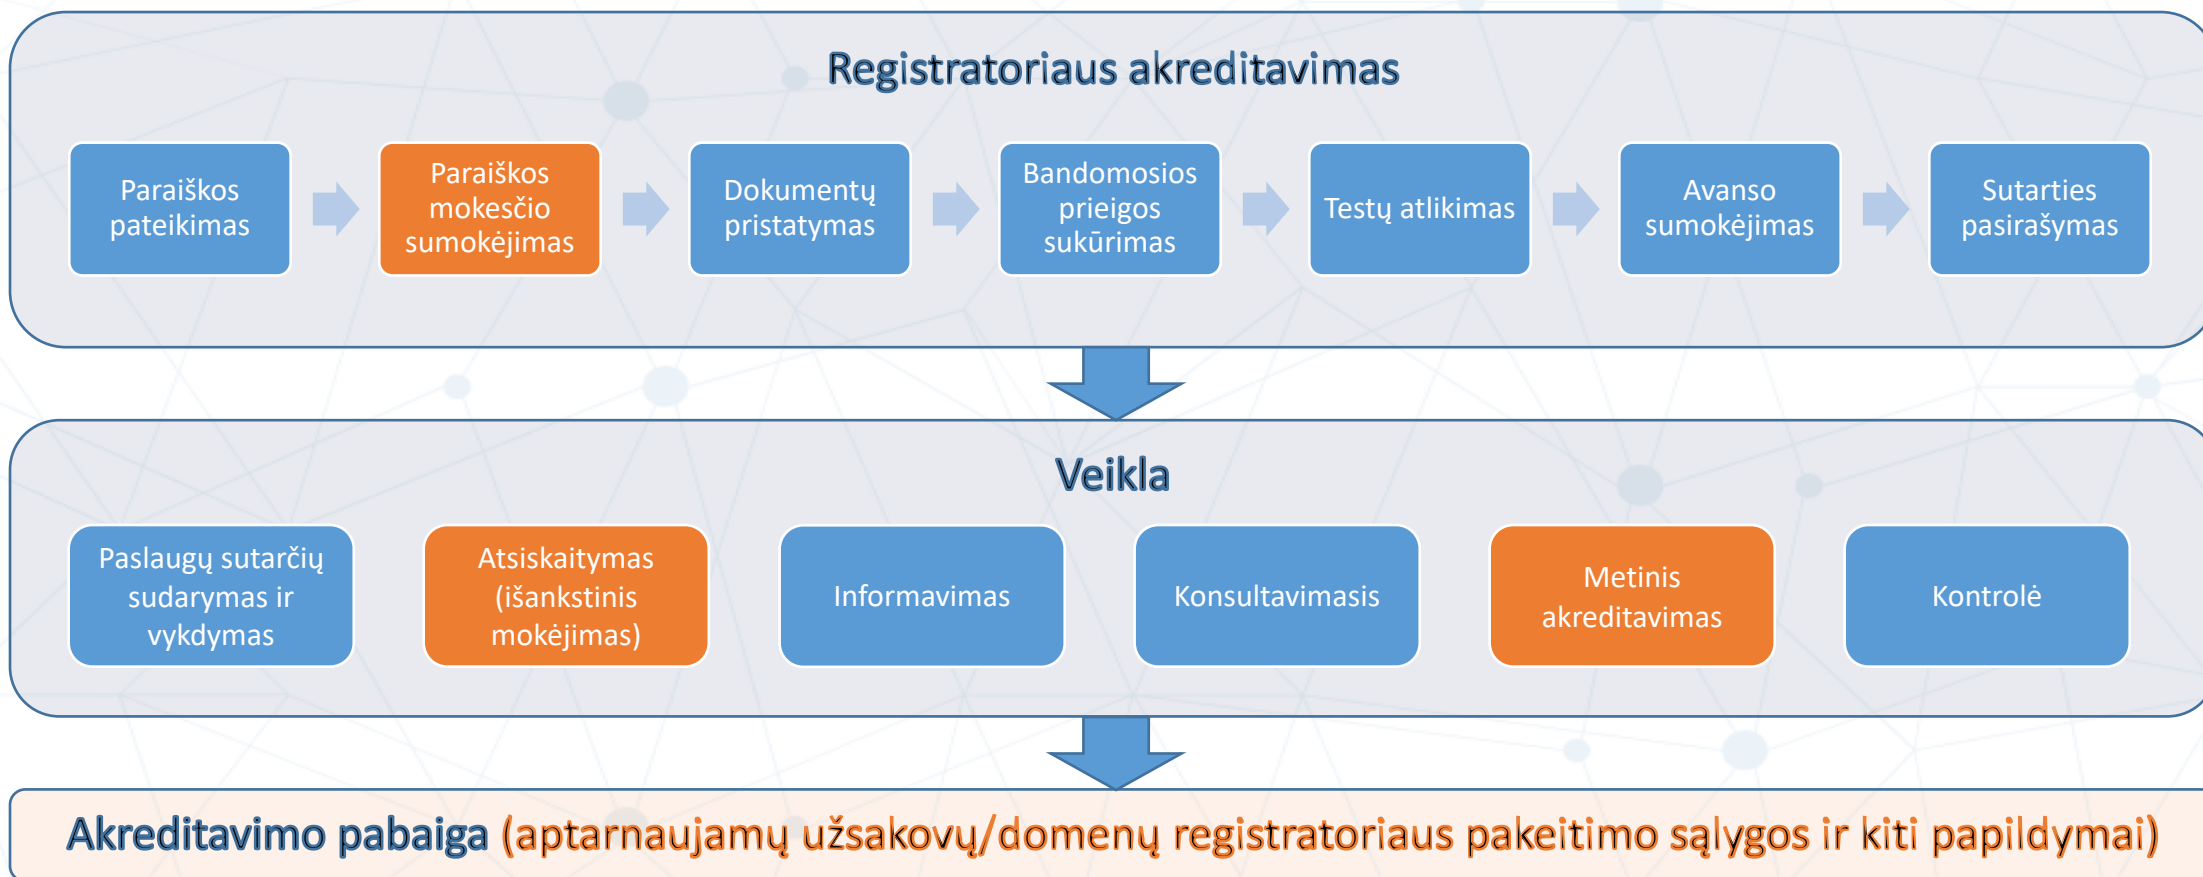 Registratoriaus akreditavimas
Paraiškos
pateikimas
Paraiškos
mokesčio
sumokėjimas
Dokumentų
pristatymas
Bandomosios
prieigos
sukūrimas
Testų atlikimas
Avanso
sumokėjimas
Sutarties
pasirašymas
Veikla
Paslaugų sutarčių
sudarymas ir
vykdymas
Atsiskaitymas
(išankstinis
mokėjimas)
Informavimas
Konsultavimasis
Metinis
akreditavimas
Kontrolė
Akreditavimo pabaiga (aptarnaujamų užsakovų/domenų registratoriaus pakeitimo sąlygos ir kiti papildymai)